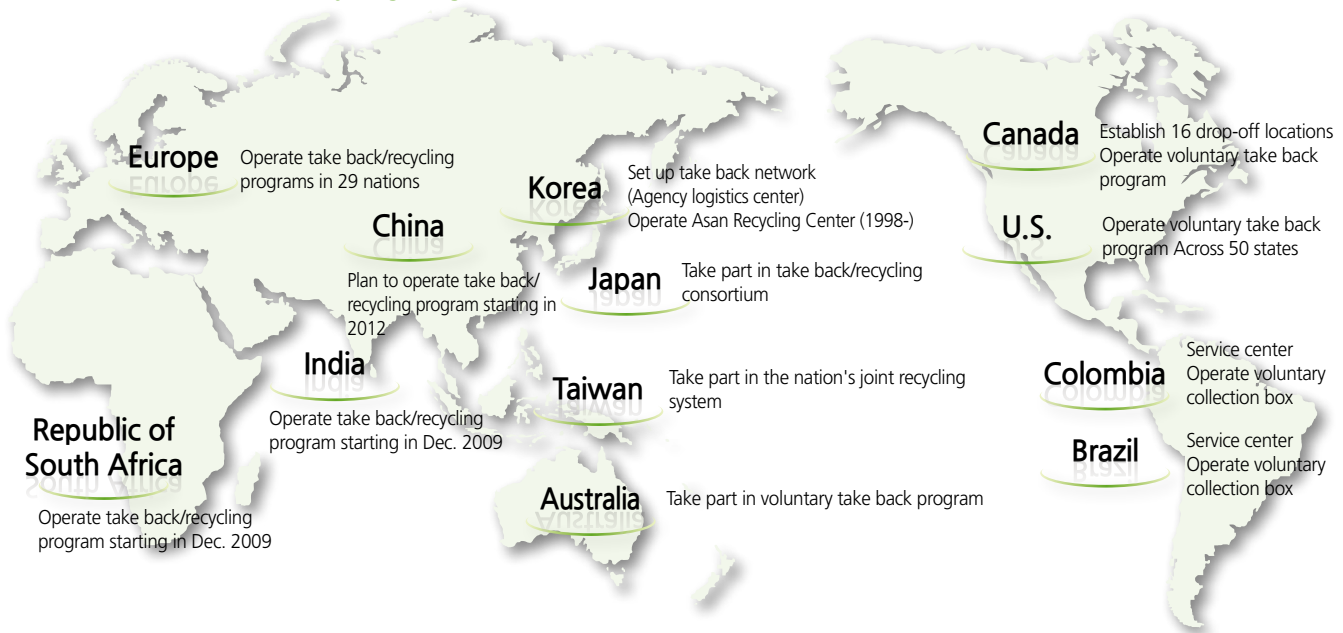 Europe
Operate take back/recycling
programs in 29 nations
China
Plan to operate take back/
recycling program starting in
2012
Korea
Set up take back network
(Agency logistics center)
Operate Asan Recycling Center (1998-)
Japan
Take part in take back/recycling
consortium
India
Operate take back/recycling
program starting in Dec. 2009
Taiwan
Take part in the nation's joint recycling
system
Republic of
South Africa
Operate take back/recycling
program starting in Dec. 2009
Australia
Take part in voluntary take back program
Canada
Establish 16 drop-off locations
Operate voluntary take back
program
U.S.
Operate voluntary take back
program Across 50 states
Colombia
Service center
Operate voluntary
collection box
Brazil
Service center
Operate voluntary
collection box